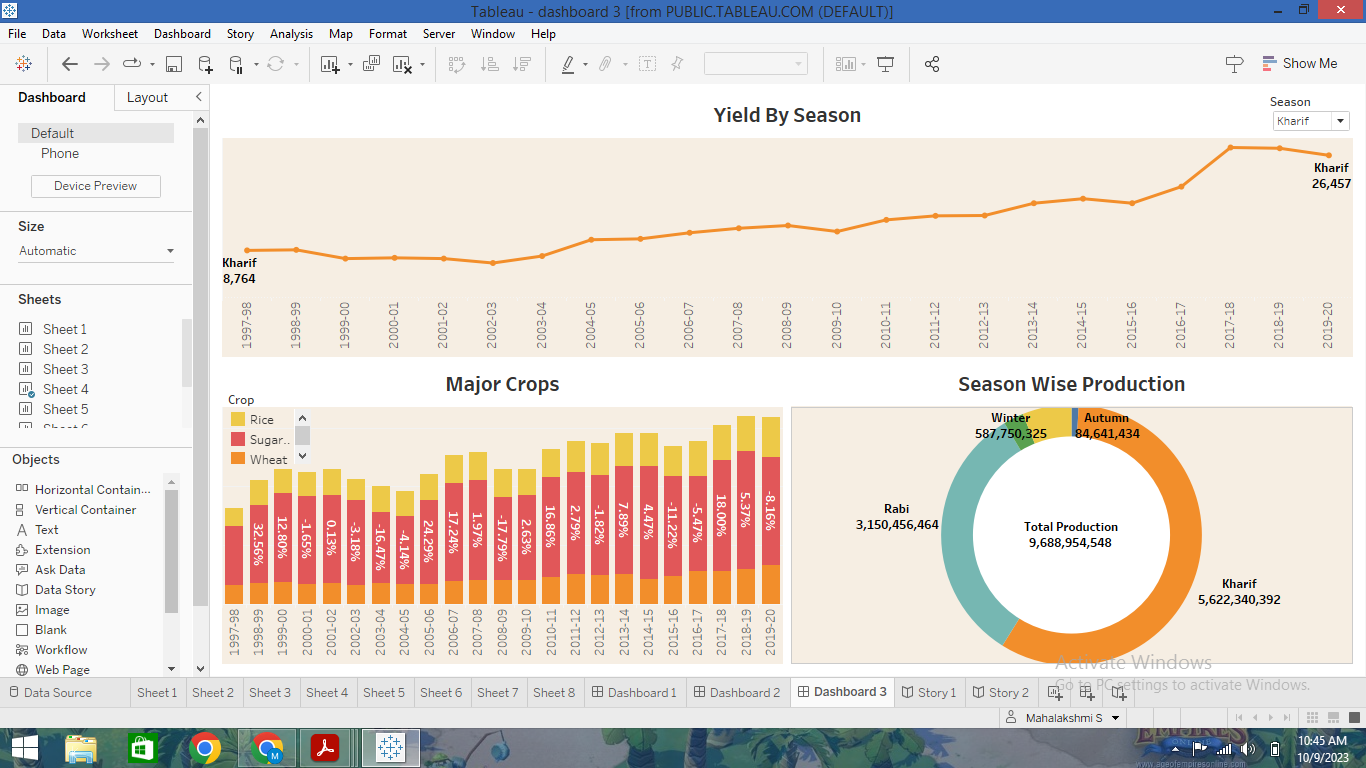 Tableau - dashboard 3 [from PUBLIC.TABLEAU.COM (DEFAULT)]
File Data Worksheet Dashboard Story Analysis Map Format Server Window Help
Show Me
Dashboard Layout
Default
Phone
Device Preview
Size
Automatic
Sheets
Sheet 1
Sheet 2
Sheet 3
Sheet 4
Sheet 5
Objects
Horizontal Contain...
Vertical Container
Text
Extension
Ask Data
Data Story
Image
Blank
Workflow
Web Page
Yield By Season
Season
Kharif
Kharif
8,764
Kharif
26,457
1997-98 1998-99 1999-00 2000-01 2001-02 2002-03 2003-04 2004-05 2005-06 2006-07 2007-08 2008-09 2009-10 2010-11 2011-12 2012-13 2013-14 2014-15 2015-16 2016-17 2017-18 2018-19 2019-20
Major Crops
Crop
Rice
Sugar..
Wheat
32.56% 12.80% -1.65% 0.13% -3.18% -16.47% -4.14% 24.29% 17.24% 1.97% -17.79% 2.63% 16.86% 2.79% -1.82% 7.89% 4.47% -11.22% -5.47% 18.00% 5.37% -8.16%
1997-98 1998-99 1999-00 2000-01 2001-02 2002-03 2003-04 2004-05 2005-06 2006-07 2007-08 2008-09 2009-10 2010-11 2011-12 2012-13 2013-14 2014-15 2015-16 2016-17 2017-18 2018-19 2019-20
Season Wise Production
Winter
587,750,325
Autumn
84,641,434
Rabi
3,150,456,464
Total Production
9,688,954,548
Kharif
5,622,340,392
Activate Windows
Go to PC settings to activate Windows.
Data Source Sheet 1 Sheet 2 Sheet 3 Sheet 4 Sheet 5 Sheet 6 Sheet 7 Sheet 8 Dashboard 1 Dashboard 2 Dashboard 3 Story 1 Story 2
Mahalakshmi S
M
10:45 AM
10/9/2023
www.ageofempiresonline.com